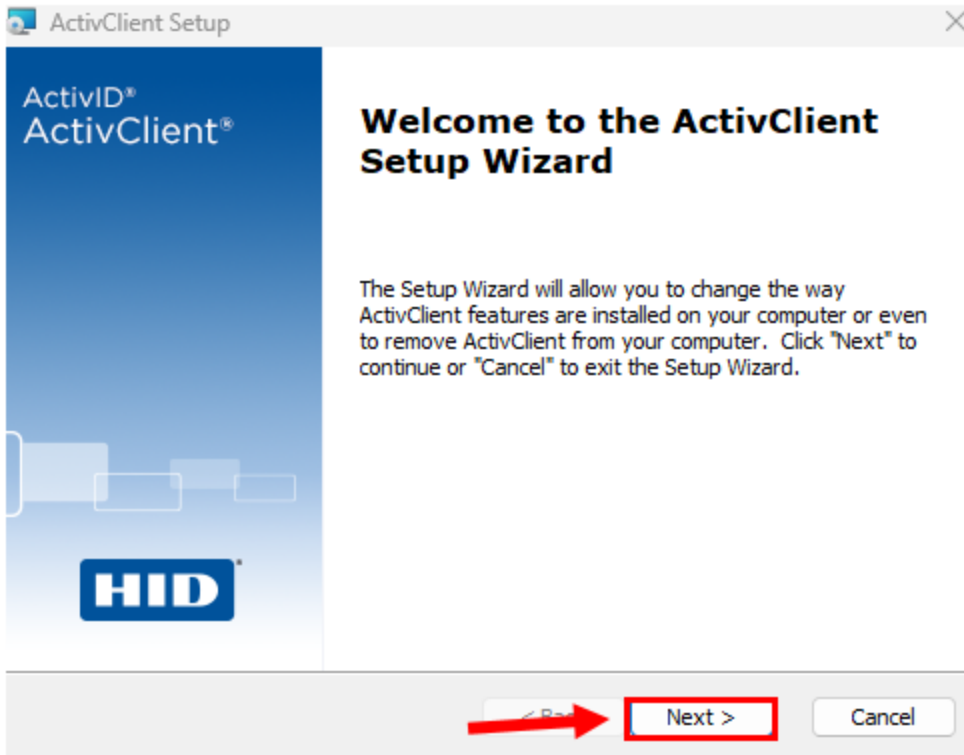 ActivClient Setup
ActivID®
ActivClient®
Welcome to the ActivClient
Setup Wizard
The Setup Wizard will allow you to change the way
ActivClient features are installed on your computer or even
to remove ActivClient from your computer. Click "Next" to
continue or "Cancel" to exit the Setup Wizard.
HID
Next >
Cancel